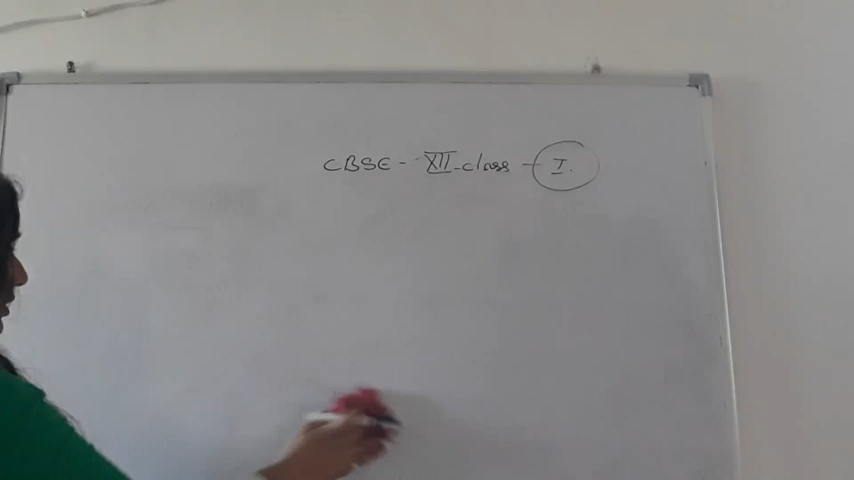 CBSE - XII - class - I.